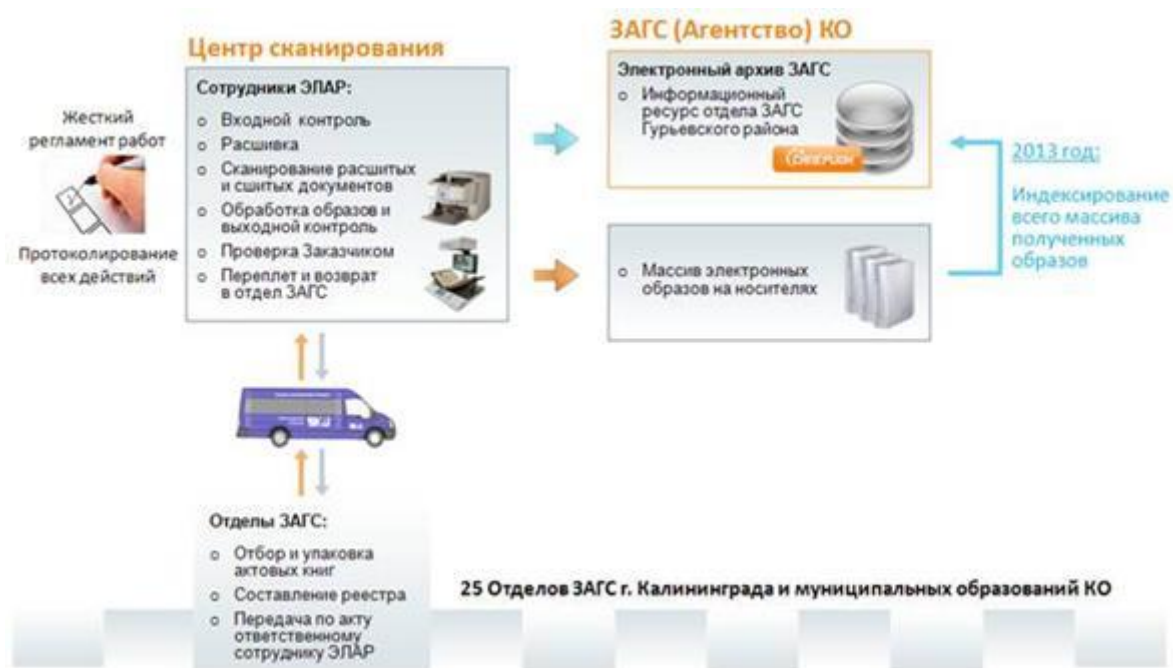 Центр сканирования
ЗАГС (Агентство) КО
Жесткий
регламент работ
Протоколирование
всех действий
Сотрудники ЭЛАР:
o Входной контроль
o Расшивка
o Сканирование расшитых
и сшитых документов
o Обработка образов и
выходной контроль
o Проверка Заказчиком
o Переплет и возврат
в отдел ЗАГС
Электронный архив ЗАГС
o Информационный
ресурс отдела ЗАГС
Гурьевского района
o Массив электронных
образов на носителях
2013 год:
Индексирование
всего массива
полученных
образов
Отделы ЗАГС:
o Отбор и упаковка
актовых книг
o Составление реестра
o Передача по акту
ответственному
сотруднику ЭЛАР
25 Отделов ЗАГС г. Калининграда и муниципальных образований КО